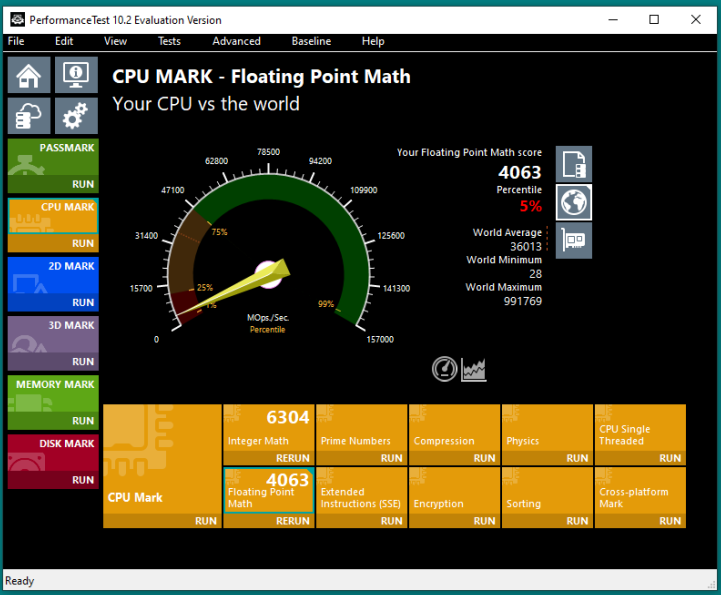 PerformanceTest 10.2 Evaluation Version
File Edit View Tests Advanced Baseline Help
CPU MARK - Floating Point Math
Your CPU vs the world
PASSMARK
RUN
CPU MARK
RUN
2D MARK
RUN
3D MARK
RUN
MEMORY MARK
RUN
DISK MARK
RUN
0
15700
31400
47100
62800
78500
94200
109900
125600
141300
157000
1%
25%
75%
99%
MOps./Sec.
Percentile
Your Floating Point Math score
4063
Percentile
5%
World Average
36013
World Minimum
28
World Maximum
991769
CPU Mark
RUN
6304
Integer Math
RERUN
Prime Numbers
RUN
Compression
RUN
Physics
RUN
CPU Single
Threaded
RUN
4063
Floating Point
Math
RERUN
Extended
Instructions (SSE)
RUN
Encryption
RUN
Sorting
RUN
Cross-platform
Mark
RUN
Ready